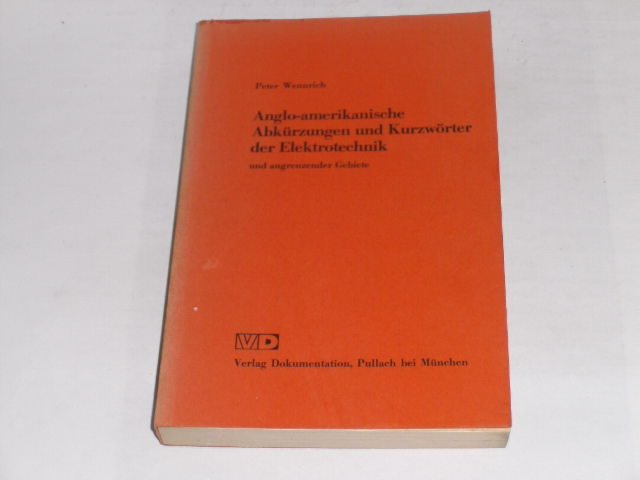 Peter Wennrich
Anglo-amerikanische
Abkürzungen und Kurzwörter
der Elektrotechnik
und angrenzender Gebiete
VD
Verlag Dokumentation, Pullach bei München